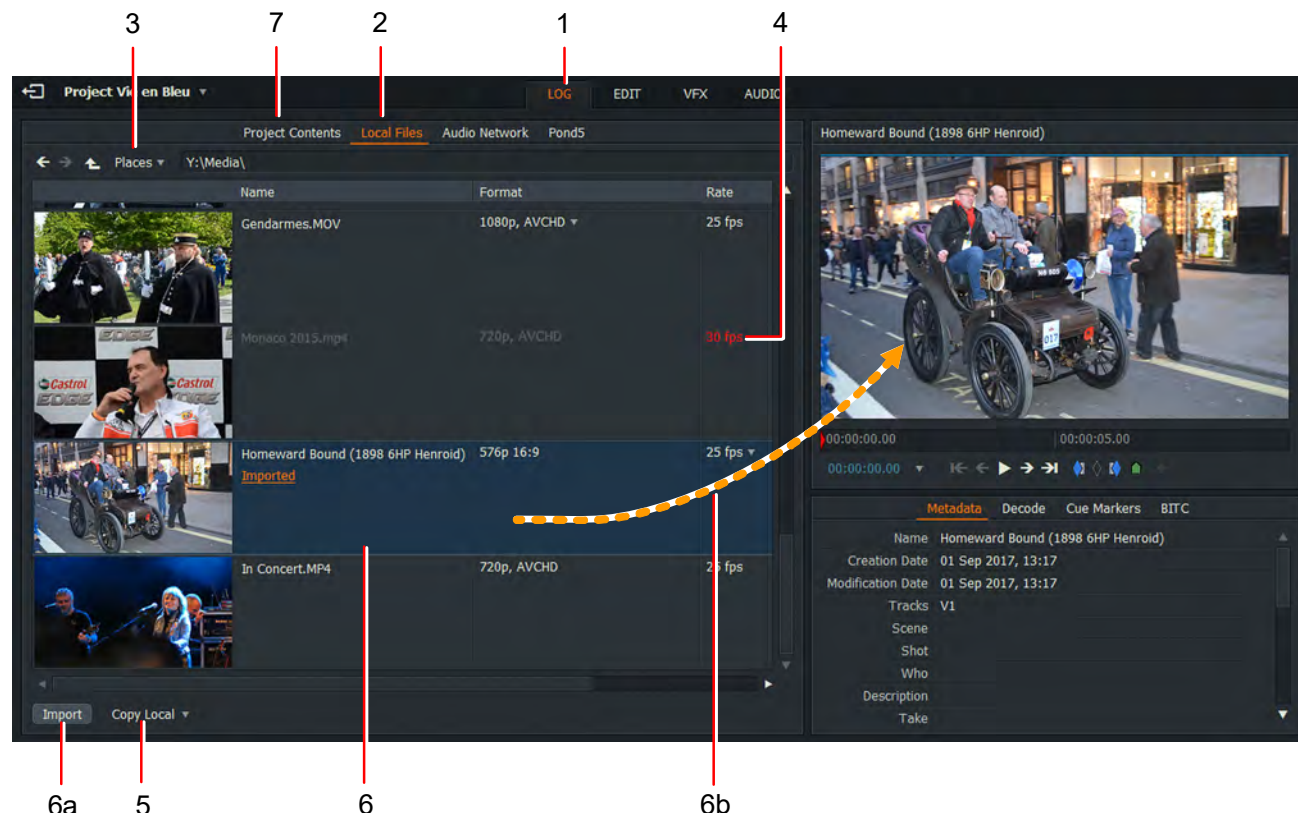 3 7 2 1 4
Project Vie en Bleu LOG EDIT VFX AUDIO
Project Contents Local Files Audio Network Pond5
Homeward Bound (1898 6HP Henroid)
Places Y:\Media\
Name Format Rate
Gendarmes.MOV 1080p, AVCHD 25 fps
Monaco 2015.mp4 720p, AVCHD 30 fps
EDGE
Castrol
EDGE
Castrol
Homeward Bound (1898 6HP Henroid) 576p 16:9 25 fps
Imported
In Concert.MP4 720p, AVCHD 25 fps
Import Copy Local
017
00:00:00.00 00:00:05.00
00:00:00.00
Metadata Decode Cue Markers BITC
Name Homeward Bound (1898 6HP Henroid)
Creation Date 01 Sep 2017, 13:17
Modification Date 01 Sep 2017, 13:17
Tracks V1
Scene
Shot
Who
Description
Take
6a 5 6 6b